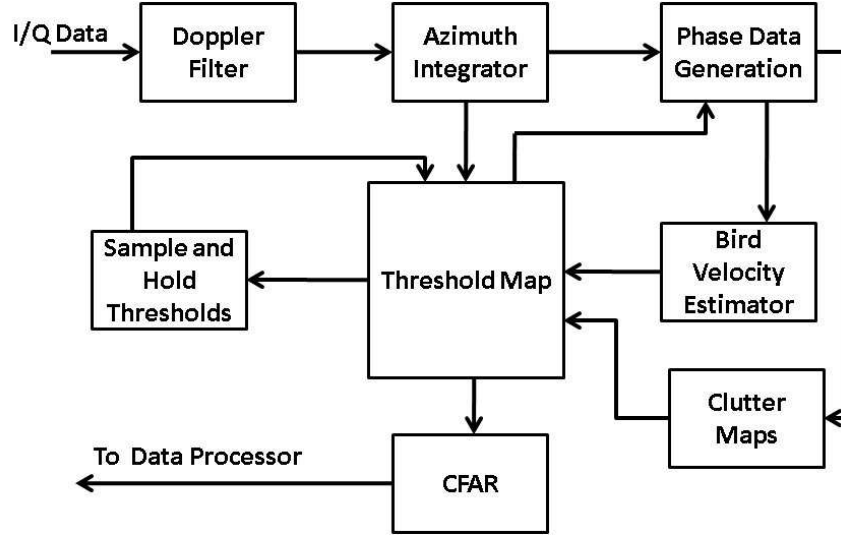 I/Q Data
Doppler
Filter
Azimuth
Integrator
Phase Data
Generation
Sample and
Hold
Thresholds
Threshold Map
Bird
Velocity
Estimator
Clutter
Maps
To Data Processor
CFAR